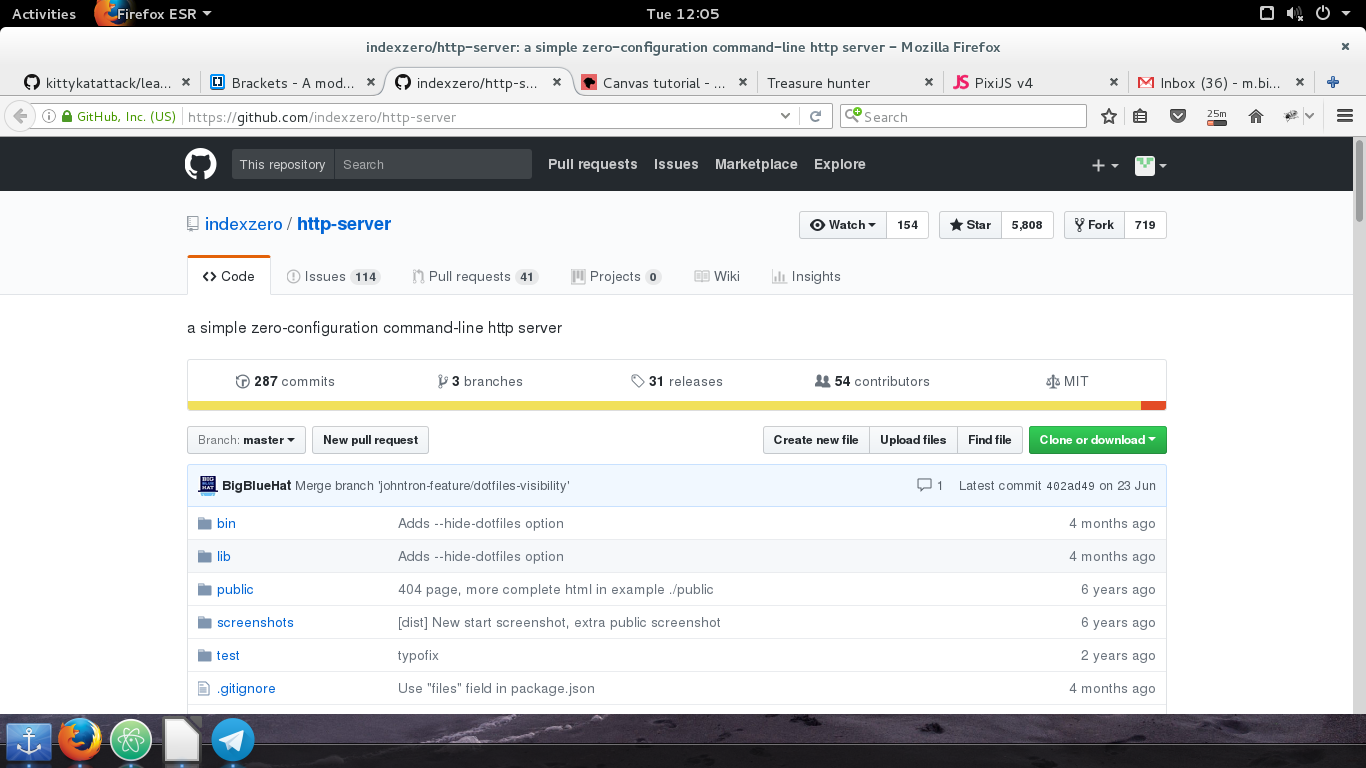 Activities Firefox ESR Tue 12:05
indexzero/http-server: a simple zero-configuration command-line http server - Mozilla Firefox
kittykatattack/lea... Brackets - A mod... indexzero/http-s... Canvas tutorial - ... Treasure hunter PixiJS v4 Inbox (36) - m.bi...
GitHub, Inc. (US) https://github.com/indexzero/http-server Search 25m
This repository Search Pull requests Issues Marketplace Explore
indexzero / http-server Watch 154 Star 5,808 Fork 719
Code Issues 114 Pull requests 41 Projects 0 Wiki Insights
a simple zero-configuration command-line http server
287 commits 3 branches 31 releases 54 contributors MIT
Branch: master New pull request Create new file Upload files Find file Clone or download
BIG BLUE HAT BigBlueHat Merge branch 'johntron-feature/dotfiles-visibility' 1 Latest commit 402ad49 on 23 Jun
bin Adds --hide-dotfiles option 4 months ago
lib Adds --hide-dotfiles option 4 months ago
public 404 page, more complete html in example ./public 6 years ago
screenshots [dist] New start screenshot, extra public screenshot 6 years ago
test typofix 2 years ago
.gitignore Use "files" field in package.json 4 months ago